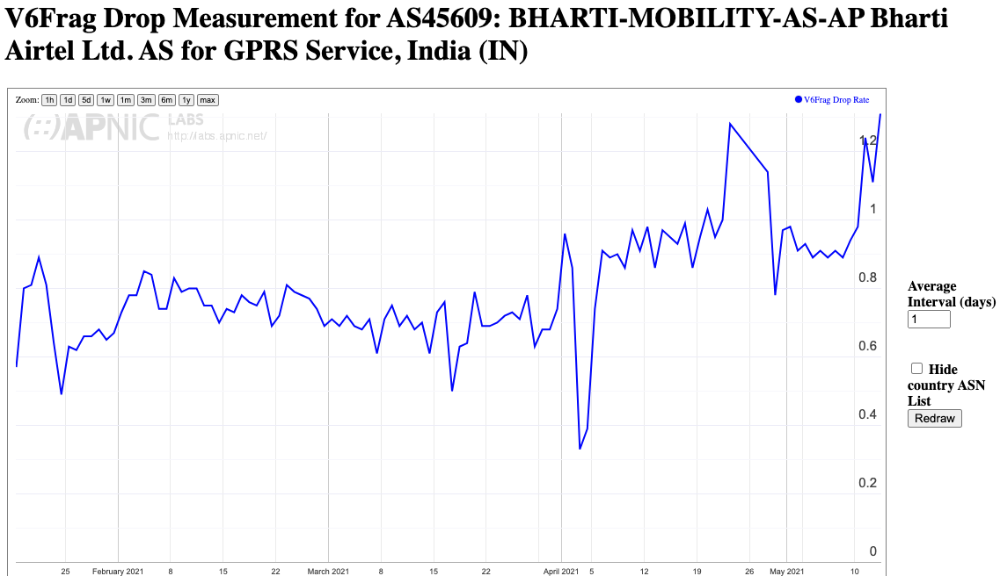 V6Frag Drop Measurement for AS45609: BHARTI-MOBILITY-AS-AP Bharti
Airtel Ltd. AS for GPRS Service, India (IN)
Zoom: 1h 1d 5d 1w 1m 3m 6m 1y max
V6Frag Drop Rate
(::)APNIC LABS
http://labs.apnic.net/
1.2
1
0.8
0.6
0.4
0.2
0
25 February 2021 8 15 22 March 2021 8 15 22 April 2021 5 12 19 26 May 2021 10
Average
Interval (days)
1
Hide
country ASN
List
Redraw